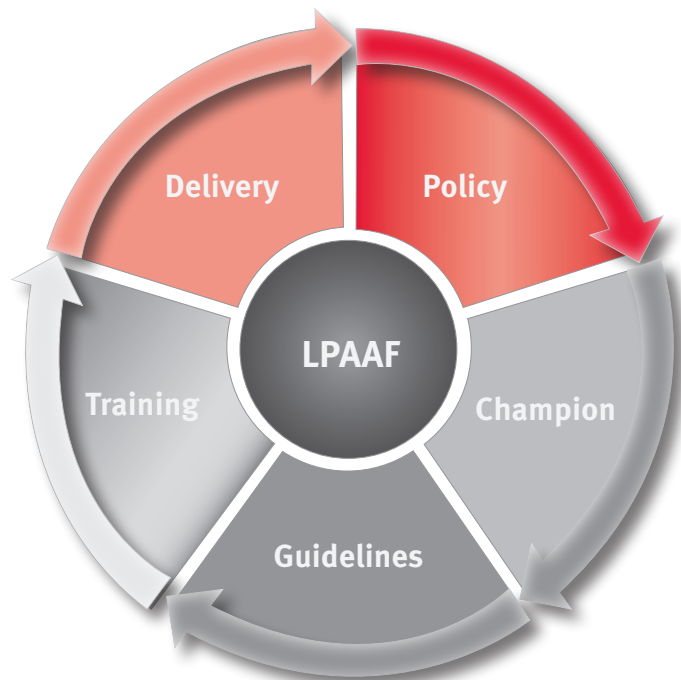 Delivery
Policy
LPAAF
Training
Champion
Guidelines